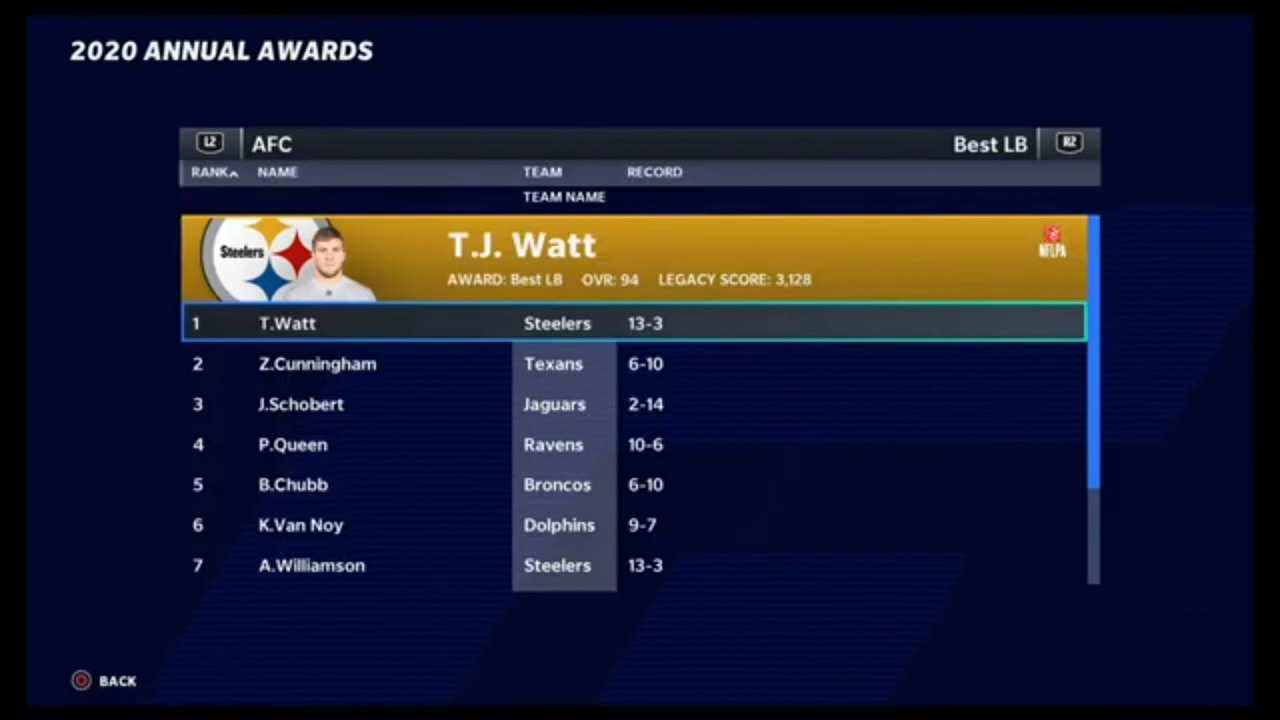 2020 ANNUAL AWARDS
L2 AFC Best LB R2
RANK NAME TEAM RECORD
TEAM NAME
Steelers
T.J. Watt
NFLPA
AWARD: Best LB OVR: 94 LEGACY SCORE: 3,128
1 T.Watt Steelers 13-3
2 Z.Cunningham Texans 6-10
3 J.Schobert Jaguars 2-14
4 P.Queen Ravens 10-6
5 B.Chubb Broncos 6-10
6 K.Van Noy Dolphins 9-7
7 A.Williamson Steelers 13-3
BACK